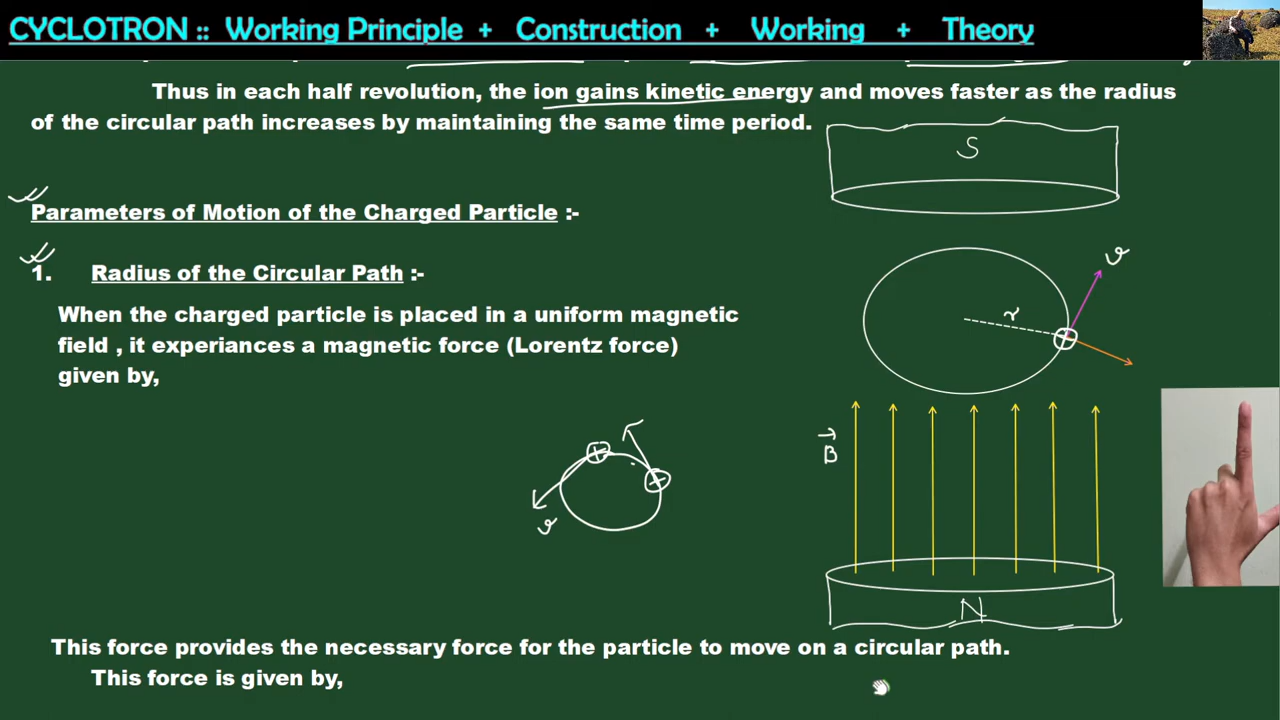 CYCLOTRON :: Working Principle + Construction + Working + Theory
Thus in each half revolution, the ion gains kinetic energy and moves faster as the radius
of the circular path increases by maintaining the same time period.
S
Parameters of Motion of the Charged Particle :-
1. Radius of the Circular Path :-
v
r
When the charged particle is placed in a uniform magnetic
field , it experiances a magnetic force (Lorentz force)
given by,
B
v
N
This force provides the necessary force for the particle to move on a circular path.
This force is given by,